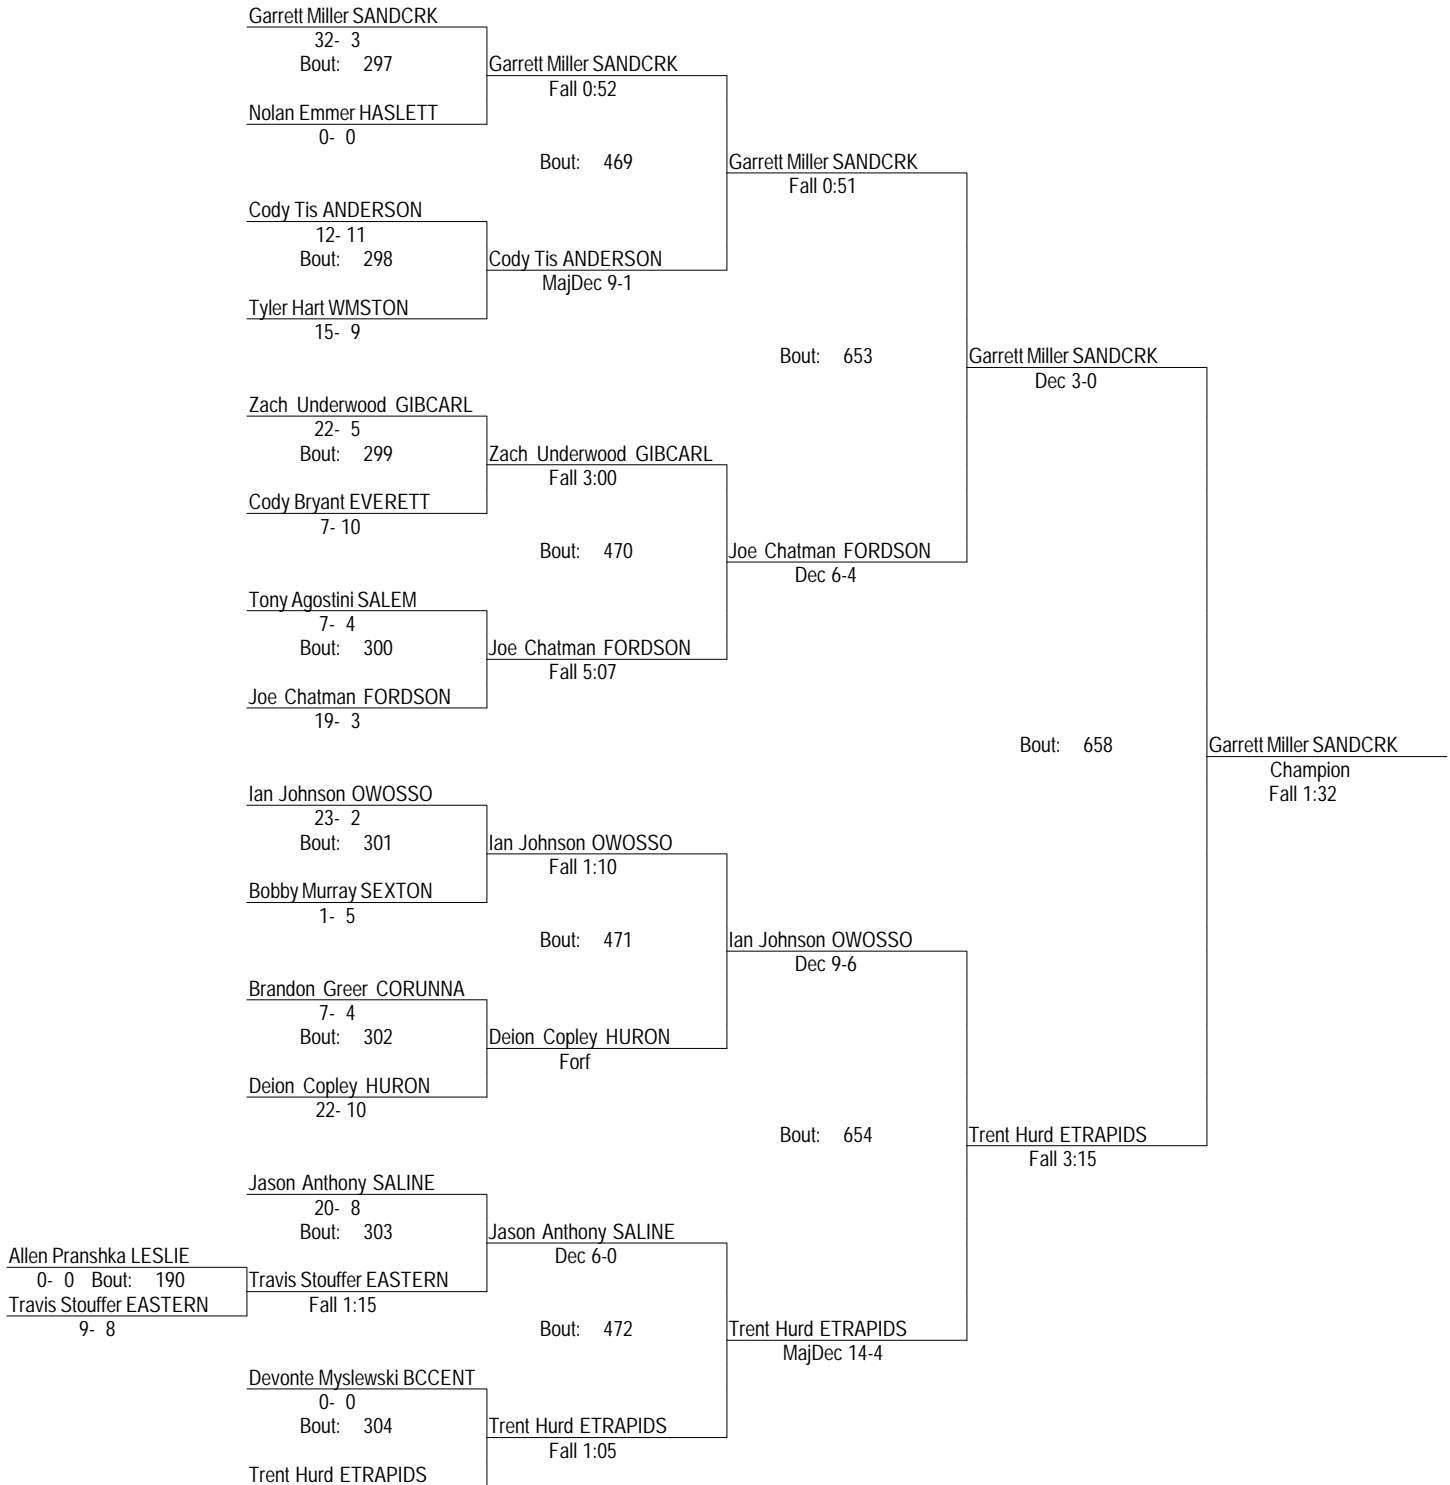 Garrett Miller SANDCRK
32- 3
Bout: 297
Garrett Miller SANDCRK
Fall 0:52
Nolan Emmer HASLETT
0- 0
Bout: 469
Garrett Miller SANDCRK
Fall 0:51
Cody Tis ANDERSON
12- 11
Bout: 298
Cody Tis ANDERSON
MajDec 9-1
Tyler Hart WMSTON
15- 9
Bout: 653
Garrett Miller SANDCRK
Dec 3-0
Zach Underwood GIBCARL
22- 5
Bout: 299
Zach Underwood GIBCARL
Fall 3:00
Cody Bryant EVERETT
7- 10
Bout: 470
Joe Chatman FORDSON
Dec 6-4
Tony Agostini SALEM
7- 4
Bout: 300
Joe Chatman FORDSON
Fall 5:07
Joe Chatman FORDSON
19- 3
Bout: 658
Garrett Miller SANDCRK
Champion
Fall 1:32
Ian Johnson OWOSSO
23- 2
Bout: 301
Ian Johnson OWOSSO
Fall 1:10
Bobby Murray SEXTON
1- 5
Bout: 471
Ian Johnson OWOSSO
Dec 9-6
Brandon Greer CORUNNA
7- 4
Bout: 302
Deion Copley HURON
Forf
Deion Copley HURON
22- 10
Bout: 654
Trent Hurd ETRAPIDS
Fall 3:15
Jason Anthony SALINE
20- 8
Bout: 303
Jason Anthony SALINE
Dec 6-0
Allen Pranshka LESLIE
0- 0 Bout: 190
Travis Stouffer EASTERN
Fall 1:15
Travis Stouffer EASTERN
9- 8
Bout: 472
Trent Hurd ETRAPIDS
MajDec 14-4
Devonte Myslewski BCCENT
0- 0
Bout: 304
Trent Hurd ETRAPIDS
Fall 1:05
Trent Hurd ETRAPIDS